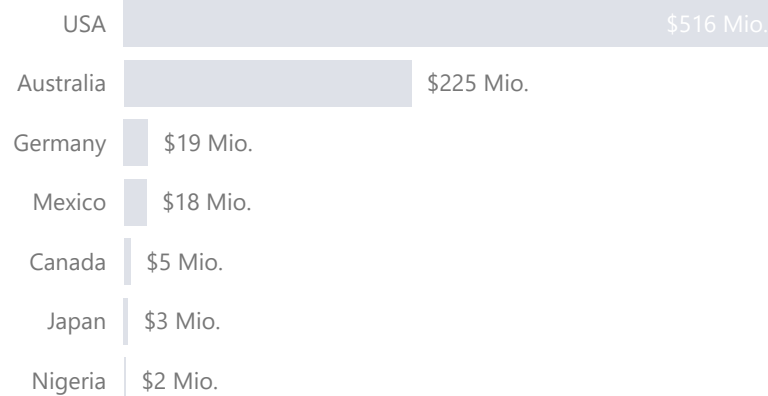 USA $516 Mio.
Australia $225 Mio.
Germany $19 Mio.
Mexico $18 Mio.
Canada $5 Mio.
Japan $3 Mio.
Nigeria $2 Mio.